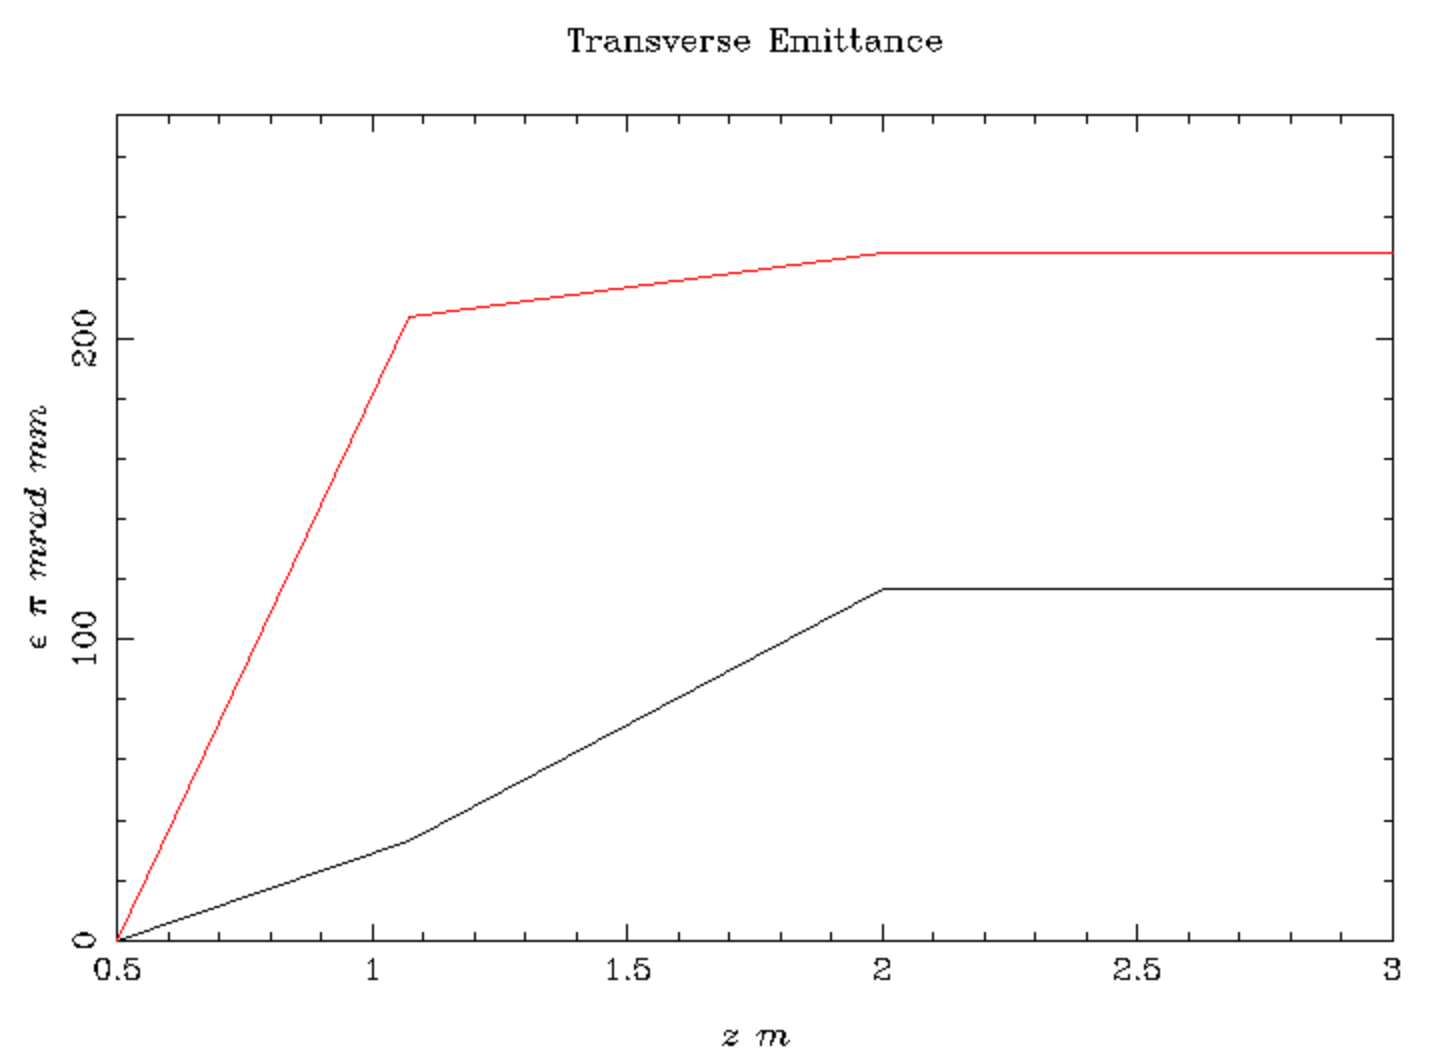 Transverse Emittance
200
100
0
ϵ π mrad mm
0.5 1 1.5 2 2.5 3
z m